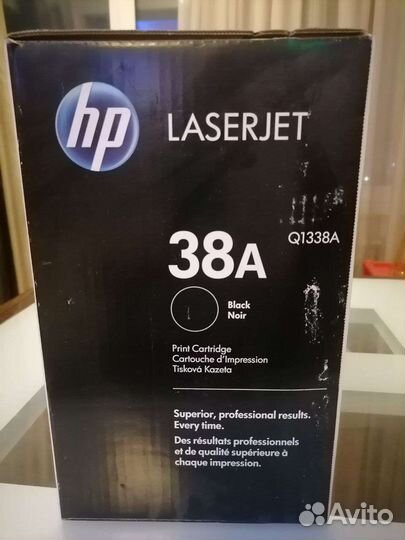 hp
LASERJET
Q1338A
38A
Black
Noir
Print Cartridge
Cartouche d'Impression
Tisková Kazeta
Superior, professional results.
Every time.
Des résultats professionnels
et de qualité supérieure à
chaque impression.
Avito